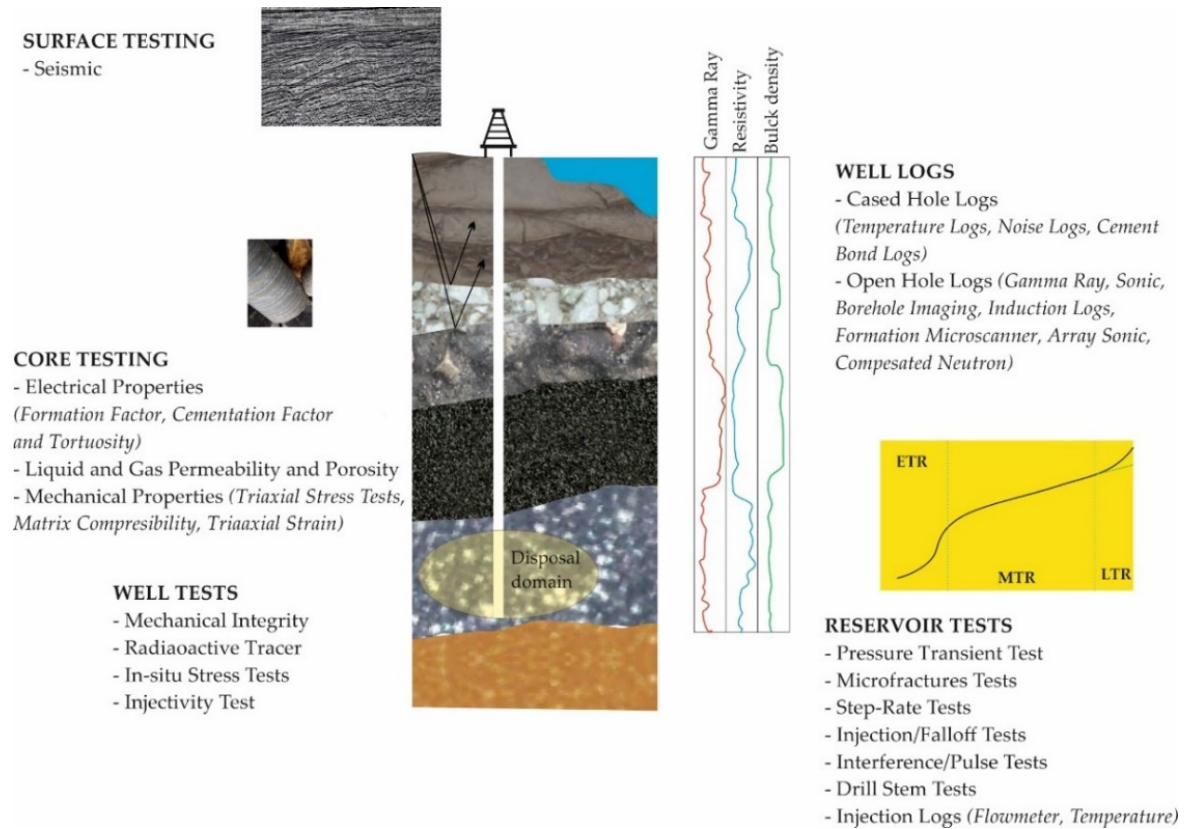 SURFACE TESTING
- Seismic
Gamma Ray
Resistivity
Bulck density
WELL LOGS
- Cased Hole Logs
(Temperature Logs, Noise Logs, Cement
Bond Logs)
- Open Hole Logs (Gamma Ray, Sonic,
Borehole Imaging, Induction Logs,
Formation Microscanner, Array Sonic,
Compesated Neutron)
CORE TESTING
- Electrical Properties
(Formation Factor, Cementation Factor
and Tortuosity)
- Liquid and Gas Permeability and Porosity
- Mechanical Properties (Triaxial Stress Tests,
Matrix Compresibility, Triaaxial Strain)
Disposal
domain
ETR
MTR
LTR
WELL TESTS
- Mechanical Integrity
- Radiaoactive Tracer
- In-situ Stress Tests
- Injectivity Test
RESERVOIR TESTS
- Pressure Transient Test
- Microfractures Tests
- Step-Rate Tests
- Injection/Falloff Tests
- Interference/Pulse Tests
- Drill Stem Tests
- Injection Logs (Flowmeter, Temperature)